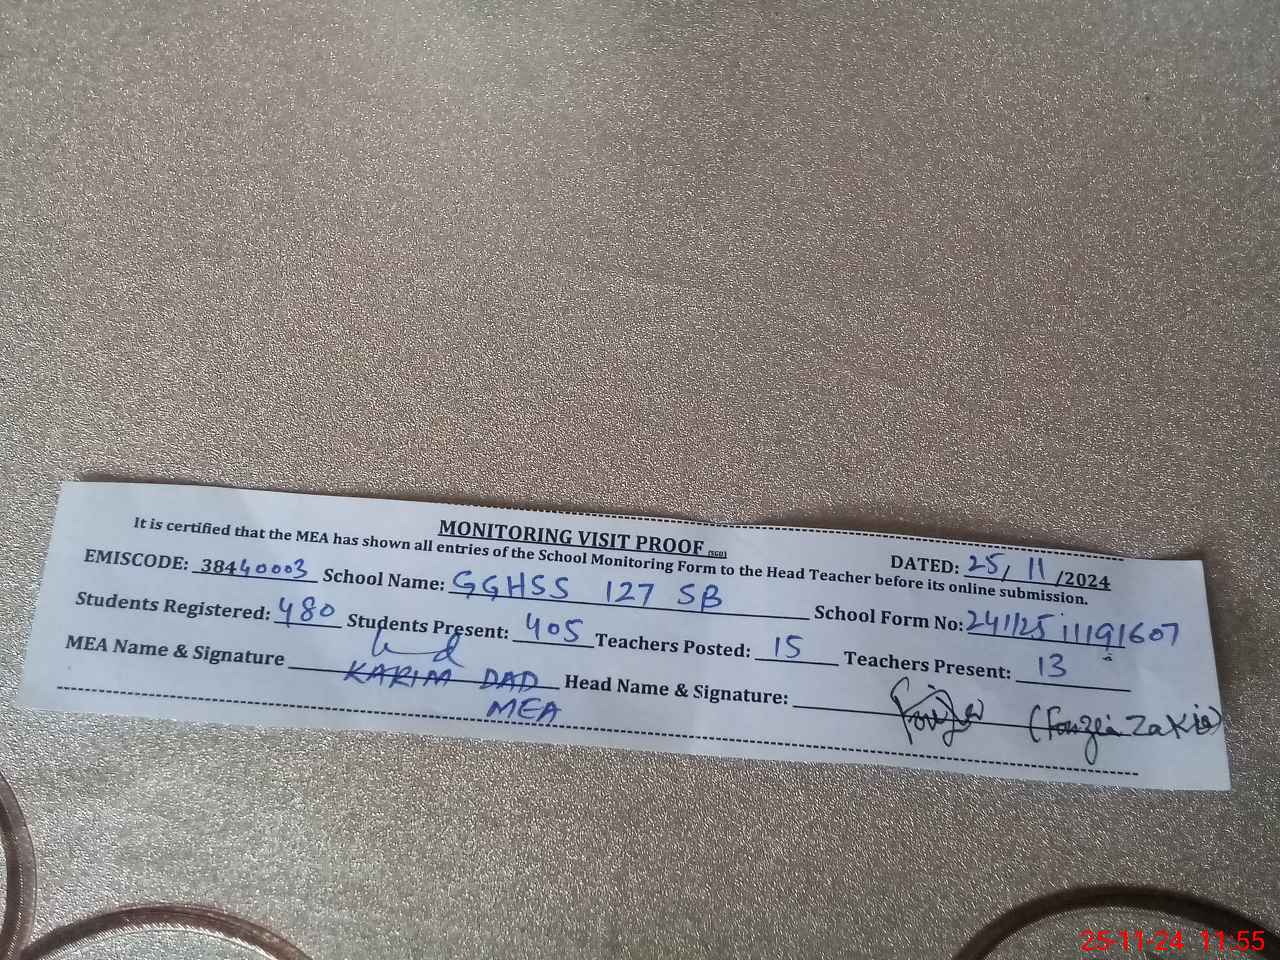 MONITORING VISIT PROOF (SGD)
DATED: 25/11/2024
It is certified that the MEA has shown all entries of the School Monitoring Form to the Head Teacher before its online submission.
EMISCODE: 38440003 School Name: GGHSS 127 SB School Form No: 241125111191607
Students Registered: 480 Students Present: 405 Teachers Posted: 15 Teachers Present: 13
MEA Name & Signature KARIM DAD Head Name & Signature: (Fouzia Zakia)
MEA
25-11-24 11:55